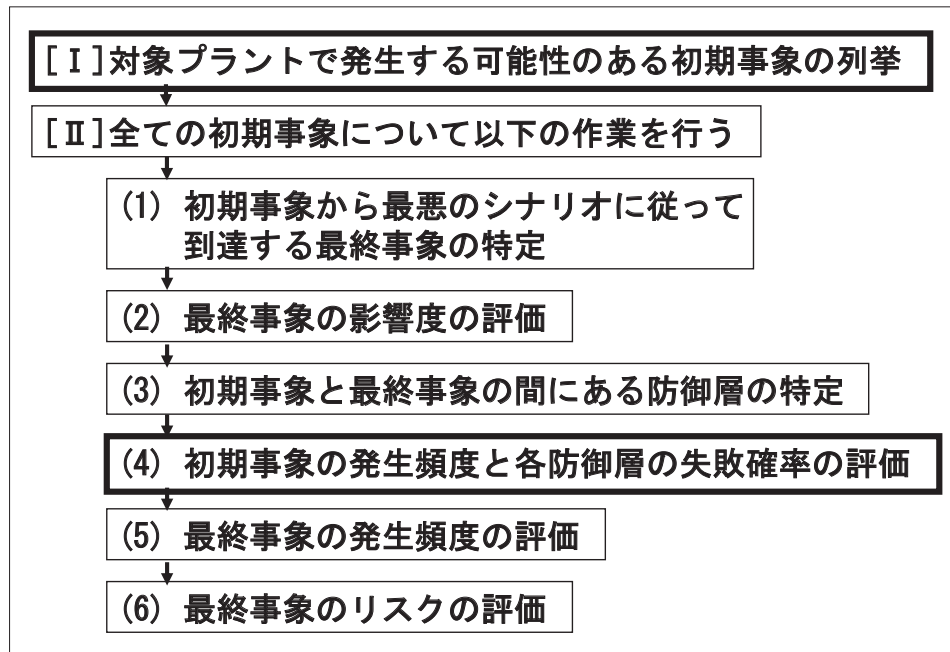 [Ⅰ]対象プラントで発生する可能性のある初期事象の列挙
[Ⅱ]全ての初期事象について以下の作業を行う
(1) 初期事象から最悪のシナリオに従って
到達する最終事象の特定
(2) 最終事象の影響度の評価
(3) 初期事象と最終事象の間にある防御層の特定
(4) 初期事象の発生頻度と各防御層の失敗確率の評価
(5) 最終事象の発生頻度の評価
(6) 最終事象のリスクの評価